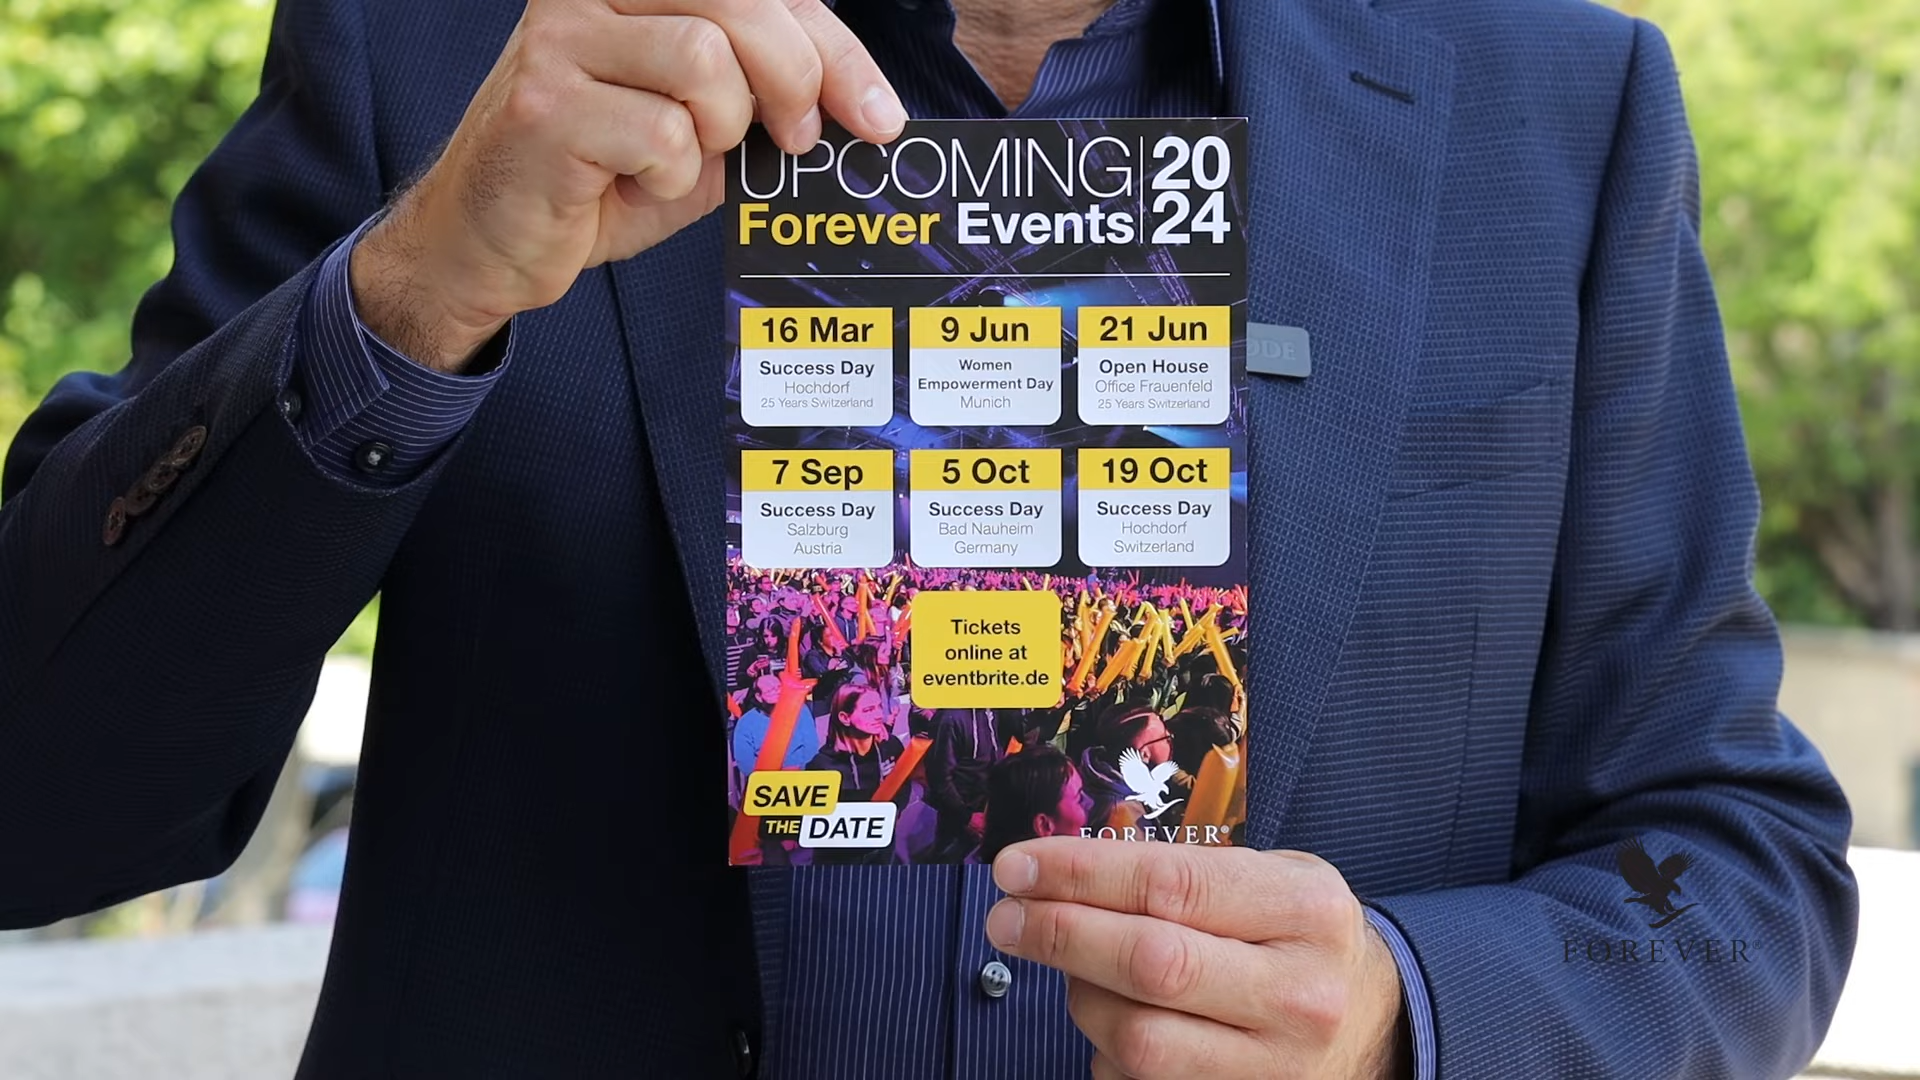 UPCOMING
Forever Events
20
24
16 Mar
Success Day
Hochdorf
25 Years Switzerland
9 Jun
Women
Empowerment Day
Munich
21 Jun
Open House
Office Frauenfeld
25 Years Switzerland
7 Sep
Success Day
Salzburg
Austria
5 Oct
Success Day
Bad Nauheim
Germany
19 Oct
Success Day
Hochdorf
Switzerland
Tickets
online at
eventbrite.de
SAVE
THE DATE
FOREVER®
FOREVER®